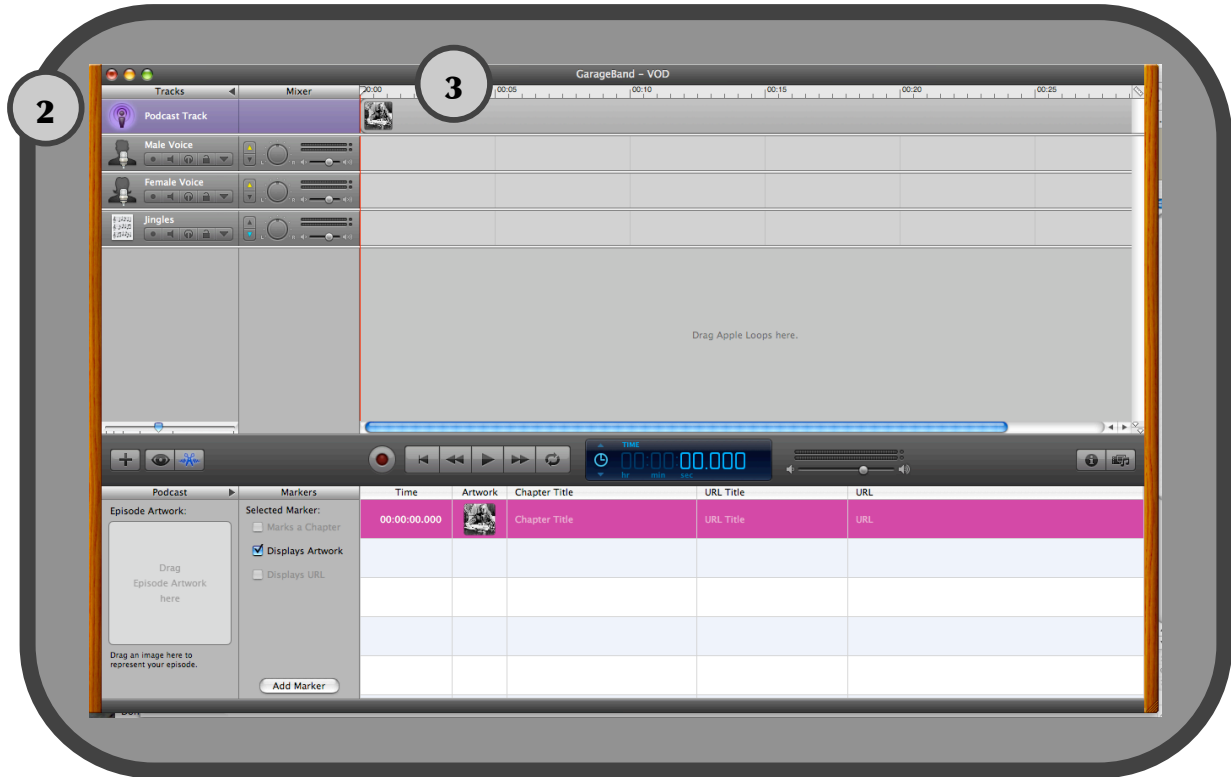 2
3
GarageBand – VOD
Tracks
Mixer
00:00
00:05
00:10
00:15
00:20
00:25
Podcast Track
Male Voice
L R
Female Voice
L R
Jingles
L R
Drag Apple Loops here.
TIME
00:00:00.000
hr min sec
Podcast
Markers
Time
Artwork
Chapter Title
URL Title
URL
Episode Artwork:
Selected Marker:
Marks a Chapter
00:00:00.000
Chapter Title
URL Title
URL
Displays Artwork
Displays URL
Drag
Episode Artwork
here
Drag an image here to
represent your episode.
Add Marker